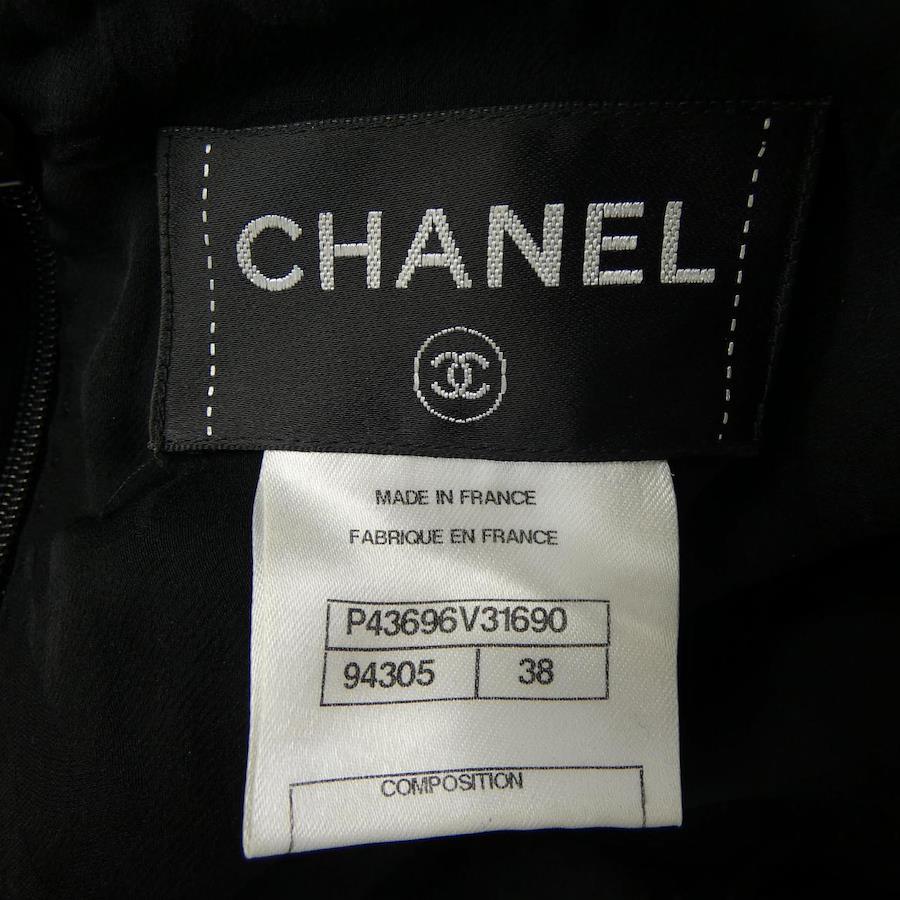 CHANEL
MADE IN FRANCE
FABRIQUE EN FRANCE
P43696V31690
94305 38
COMPOSITION